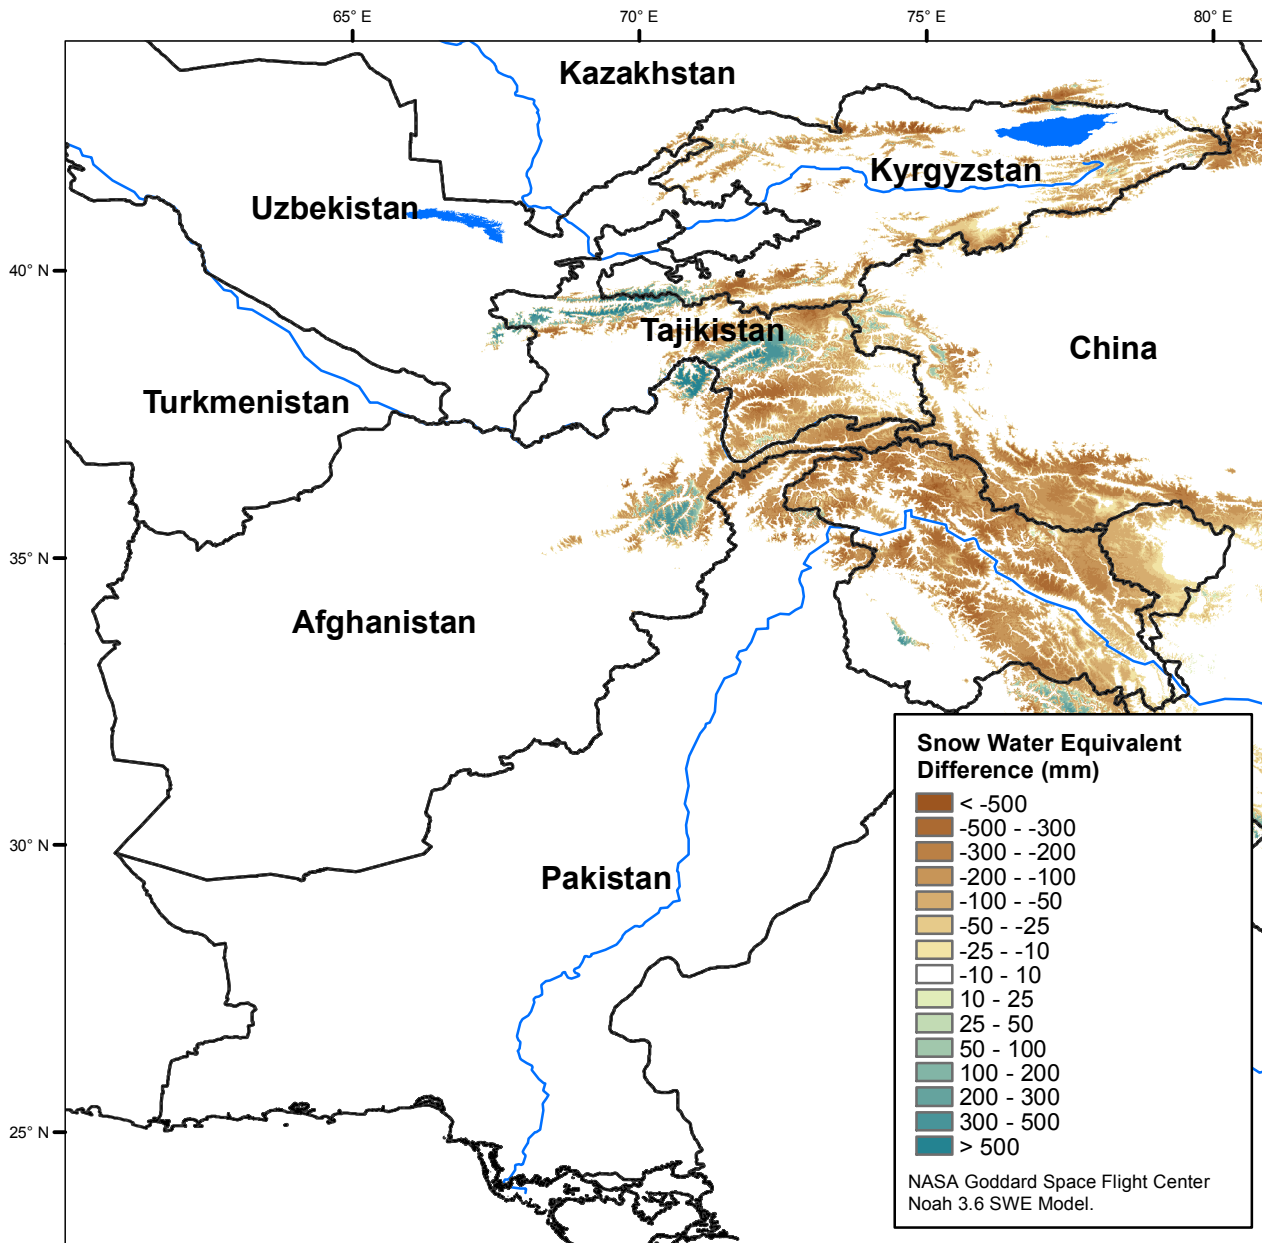 65° E
70° E
75° E
80° E
Kazakhstan
Kyrgyzstan
Uzbekistan
40° N
Tajikistan
China
Turkmenistan
35° N
Afghanistan
30° N
Pakistan
25° N
Snow Water Equivalent
Difference (mm)
< -500
-500 - -300
-300 - -200
-200 - -100
-100 - -50
-50 - -25
-25 - -10
-10 - 10
10 - 25
25 - 50
50 - 100
100 - 200
200 - 300
300 - 500
> 500
NASA Goddard Space Flight Center
Noah 3.6 SWE Model.